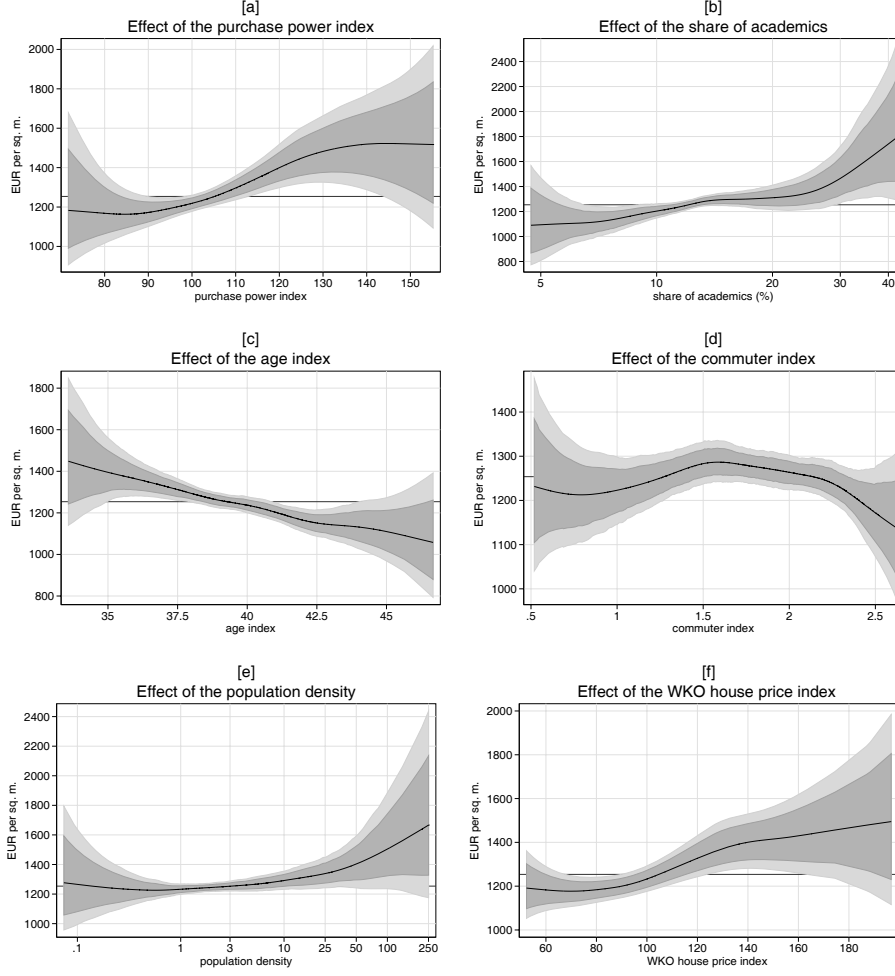 [a]
Effect of the purchase power index
EUR per sq. m.
2000
1800
1600
1400
1200
1000
80 90 100 110 120 130 140 150
purchase power index
[b]
Effect of the share of academics
EUR per sq. m.
2400
2200
2000
1800
1600
1400
1200
1000
800
5 10 20 30 40
share of academics (%)
[c]
Effect of the age index
EUR per sq. m.
1800
1600
1400
1200
1000
800
35 37.5 40 42.5 45
age index
[d]
Effect of the commuter index
EUR per sq. m.
1400
1300
1200
1100
1000
.5 1 1.5 2 2.5
commuter index
[e]
Effect of the population density
EUR per sq. m.
2400
2200
2000
1800
1600
1400
1200
1000
.1 1 3 10 25 50 100 250
population density
[f]
Effect of the WKO house price index
EUR per sq. m.
2000
1800
1600
1400
1200
1000
60 80 100 120 140 160 180
WKO house price index